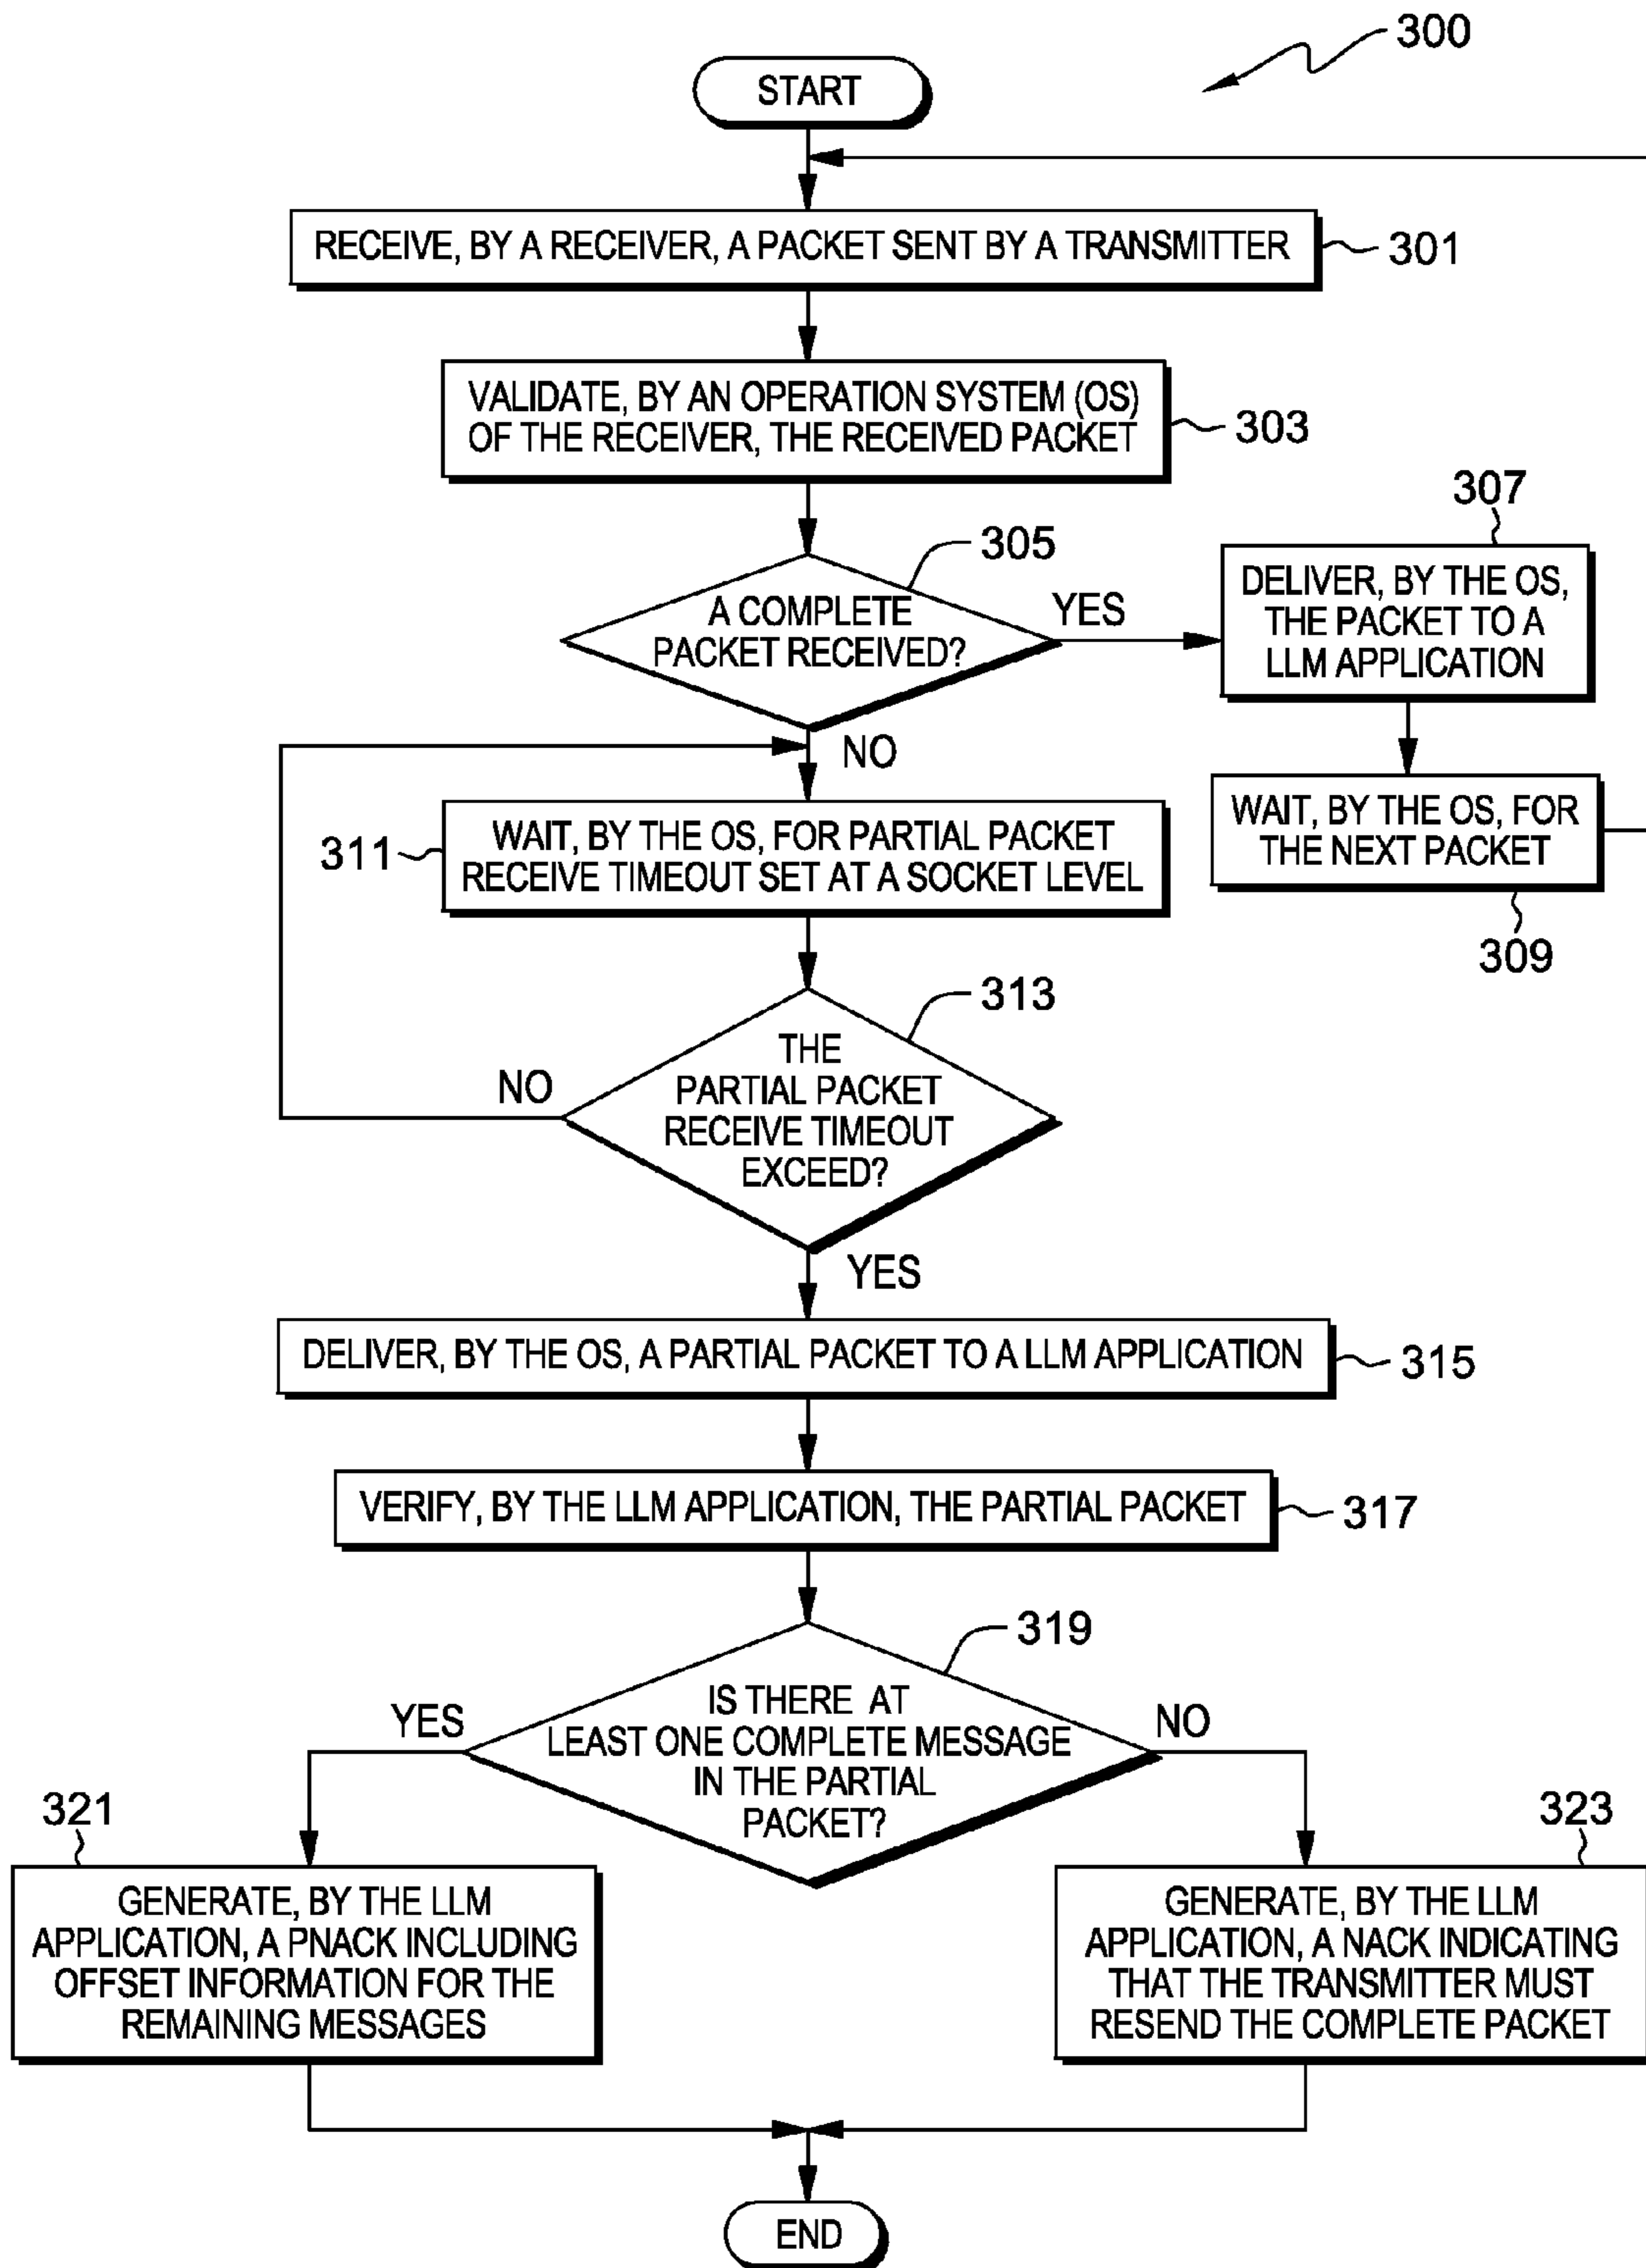 300
START
RECEIVE, BY A RECEIVER, A PACKET SENT BY A TRANSMITTER
301
VALIDATE, BY AN OPERATION SYSTEM (OS)
OF THE RECEIVER, THE RECEIVED PACKET
303
305
A COMPLETE
PACKET RECEIVED?
YES
307
DELIVER, BY THE OS,
THE PACKET TO A
LLM APPLICATION
NO
WAIT, BY THE OS, FOR
THE NEXT PACKET
309
311
WAIT, BY THE OS, FOR PARTIAL PACKET
RECEIVE TIMEOUT SET AT A SOCKET LEVEL
313
THE
PARTIAL PACKET
RECEIVE TIMEOUT
EXCEED?
NO
YES
DELIVER, BY THE OS, A PARTIAL PACKET TO A LLM APPLICATION
315
VERIFY, BY THE LLM APPLICATION, THE PARTIAL PACKET
317
319
IS THERE AT
LEAST ONE COMPLETE MESSAGE
IN THE PARTIAL
PACKET?
YES
NO
321
GENERATE, BY THE LLM
APPLICATION, A PNACK INCLUDING
OFFSET INFORMATION FOR THE
REMAINING MESSAGES
323
GENERATE, BY THE LLM
APPLICATION, A NACK INDICATING
THAT THE TRANSMITTER MUST
RESEND THE COMPLETE PACKET
END